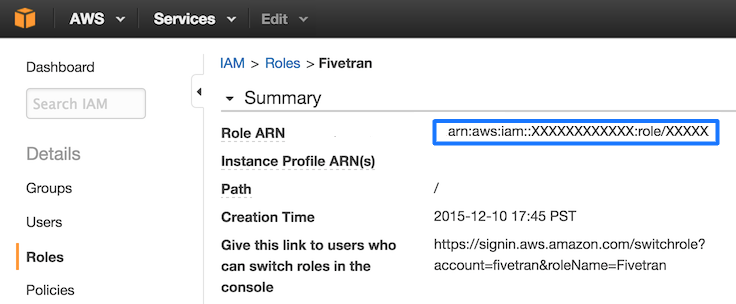 AWS Services Edit
Dashboard
Search IAM
Details
Groups
Users
Roles
Policies
IAM > Roles > Fivetran
Summary
Role ARN arn:aws:iam::XXXXXXXXXXXX:role/XXXXX
Instance Profile ARN(s)
Path /
Creation Time 2015-12-10 17:45 PST
Give this link to users who https://signin.aws.amazon.com/switchrole?
can switch roles in the account=fivetran&roleName=Fivetran
console